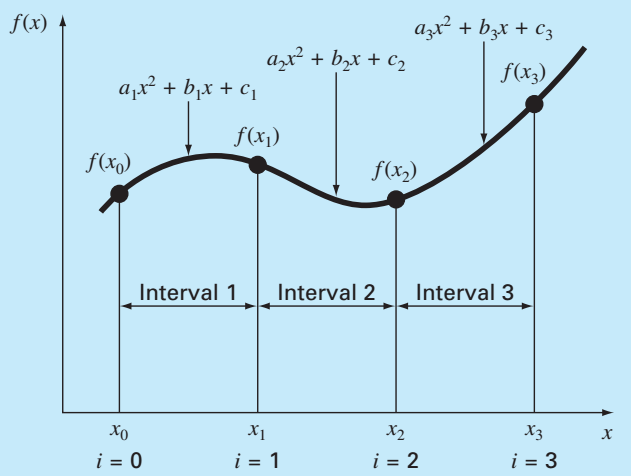 f(x)
a₃x² + b₃x + c₃
a₂x² + b₂x + c₂
f(x₃)
a₁x² + b₁x + c₁
f(x₁)
f(x₀)
f(x₂)
Interval 1 Interval 2 Interval 3
x₀ x₁ x₂ x₃ x
i = 0 i = 1 i = 2 i = 3